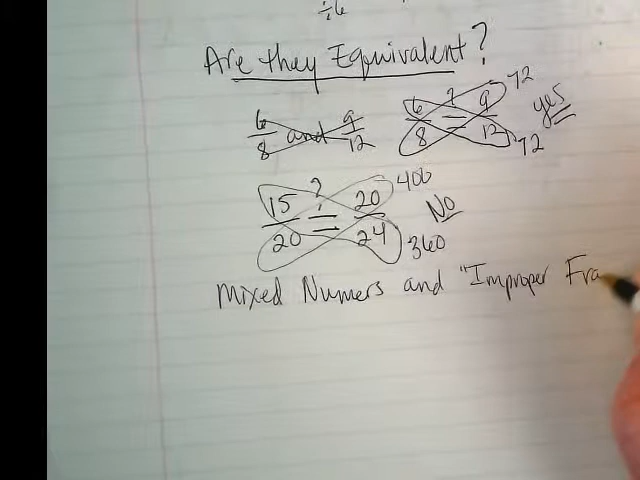 ÷6
Are they Equivalent?
6/8 and 9/12 6/8 ?= 9/12 72 72 yes
15/20 ?= 20/24 400 360 No
Mixed Numers and "Improper Fra